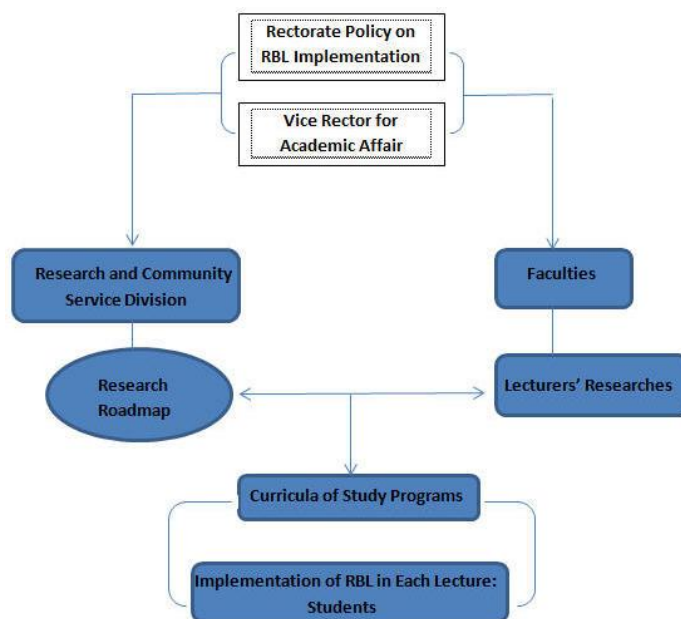 Rectorate Policy on
RBL Implementation
Vice Rector for
Academic Affair
Research and Community
Service Division
Faculties
Research
Roadmap
Lecturers' Researches
Curricula of Study Programs
Implementation of RBL in Each Lecture:
Students